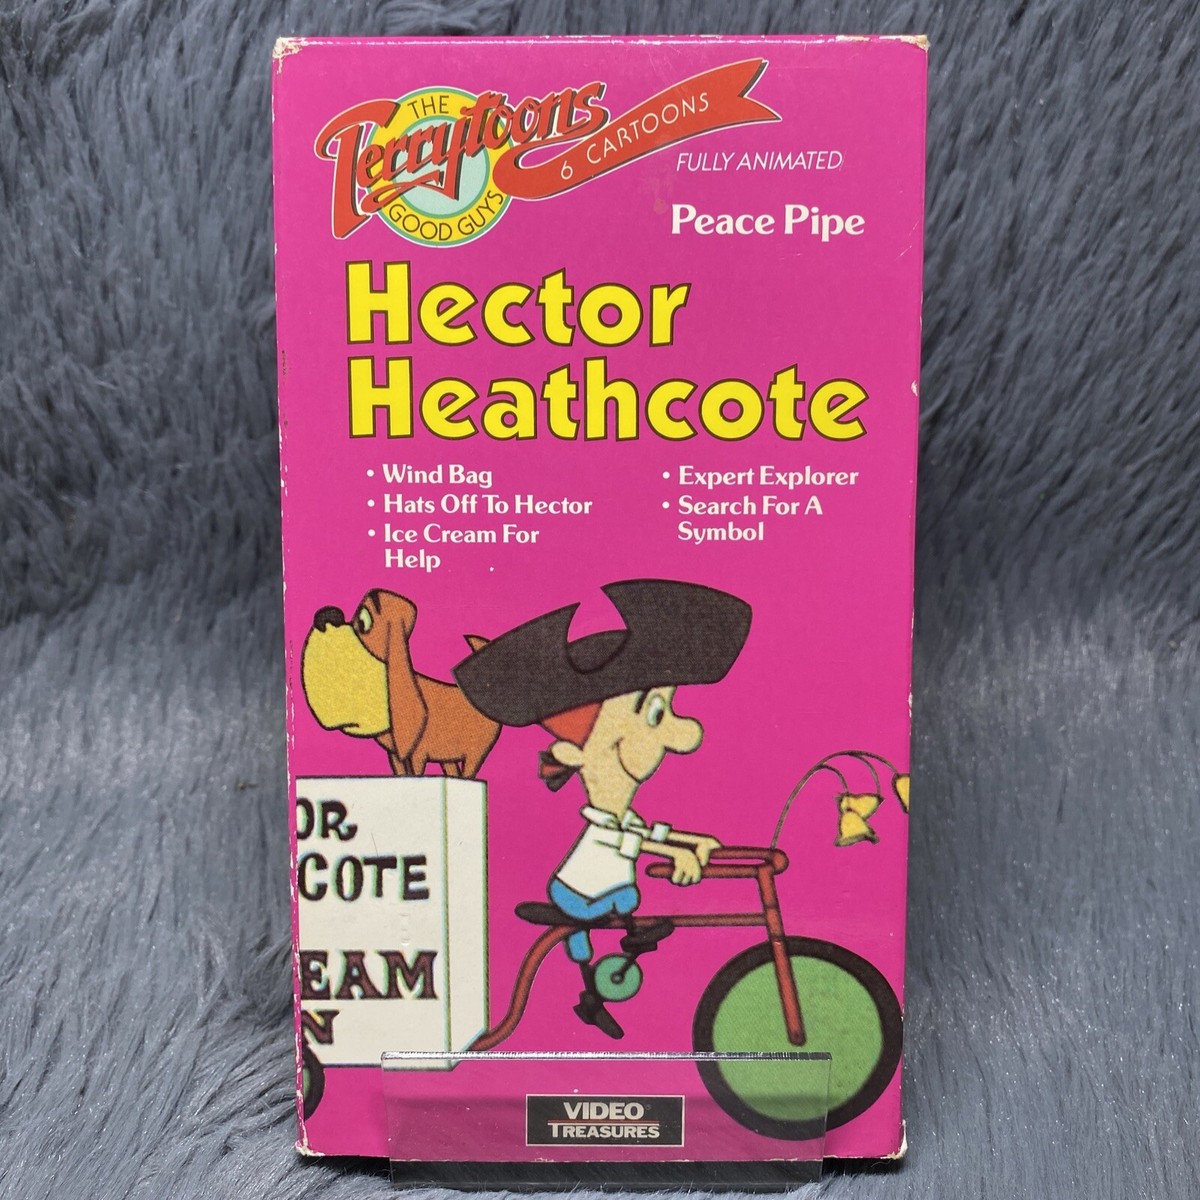 THE
Terrytoons
GOOD GUYS
6 CARTOONS
FULLY ANIMATED
Peace Pipe
Hector
Heathcote
• Wind Bag
• Hats Off To Hector
• Ice Cream For
Help
• Expert Explorer
• Search For A
Symbol
OR
COTE
EAM
N
VIDEO
TREASURES